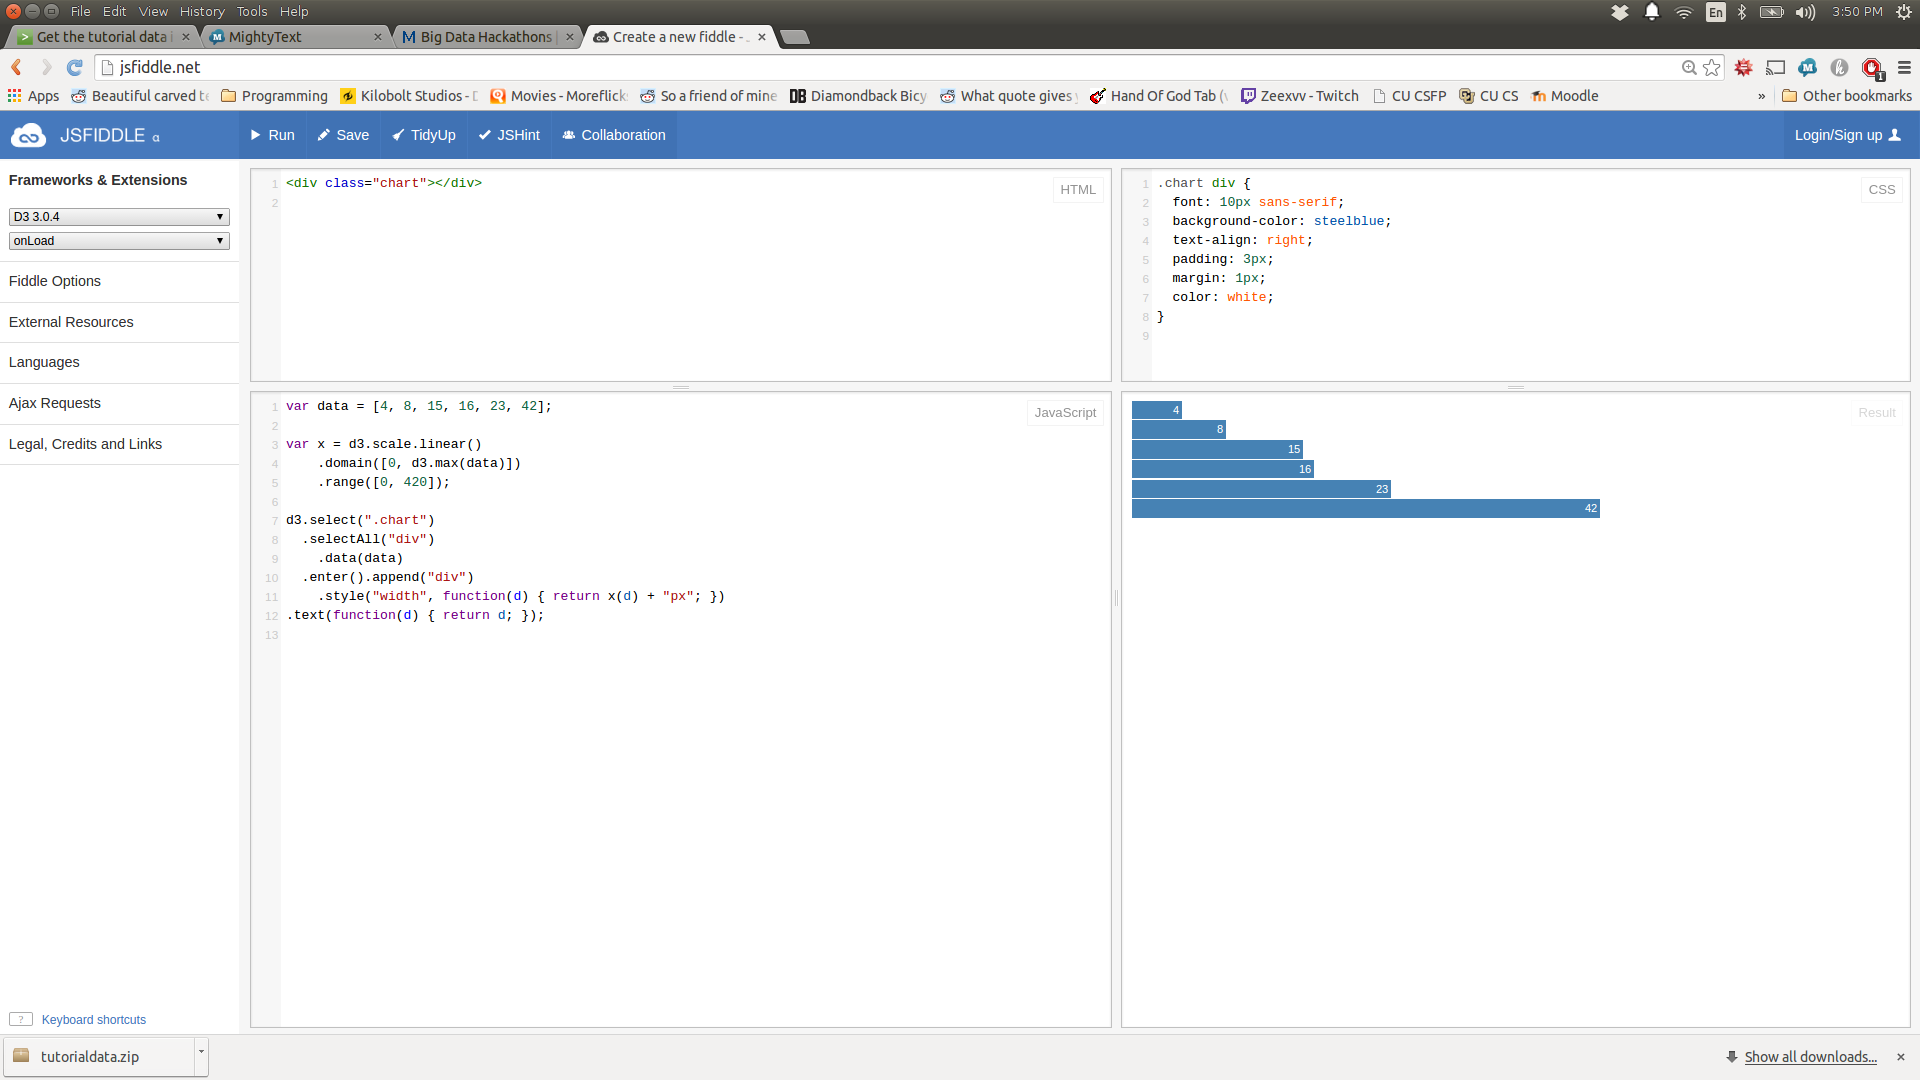 File Edit View History Tools Help
En 3:50 PM
Get the tutorial data
MightyText
Big Data Hackathons
Create a new fiddle -
jsfiddle.net
Apps Beautiful carved Programming Kilobolt Studios - Movies - Moreflick So a friend of mine Diamondback Bicy What quote gives Hand Of God Tab ( Zeexvv - Twitch CU CSFP CU CS Moodle » Other bookmarks
JSFIDDLE α Run Save TidyUp JSHint Collaboration Login/Sign up
Frameworks & Extensions
D3 3.0.4
onLoad
Fiddle Options
External Resources
Languages
Ajax Requests
Legal, Credits and Links
? Keyboard shortcuts
HTML
1 <div class="chart"></div>
2
CSS
1 .chart div {
2 font: 10px sans-serif;
3 background-color: steelblue;
4 text-align: right;
5 padding: 3px;
6 margin: 1px;
7 color: white;
8 }
9
JavaScript
1 var data = [4, 8, 15, 16, 23, 42];
2
3 var x = d3.scale.linear()
4 .domain([0, d3.max(data)])
5 .range([0, 420]);
6
7 d3.select(".chart")
8 .selectAll("div")
9 .data(data)
10 .enter().append("div")
11 .style("width", function(d) { return x(d) + "px"; })
12 .text(function(d) { return d; });
13
Result
4
8
15
16
23
42
tutorialdata.zip
Show all downloads...